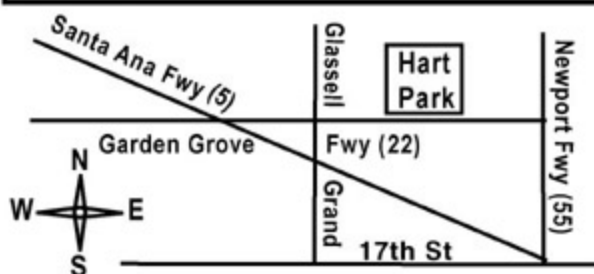 Santa Ana Fwy (5)
Glassell
Hart
Park
Newport Fwy (55)
Garden Grove Fwy (22)
N
W E
S
Grand
17th St